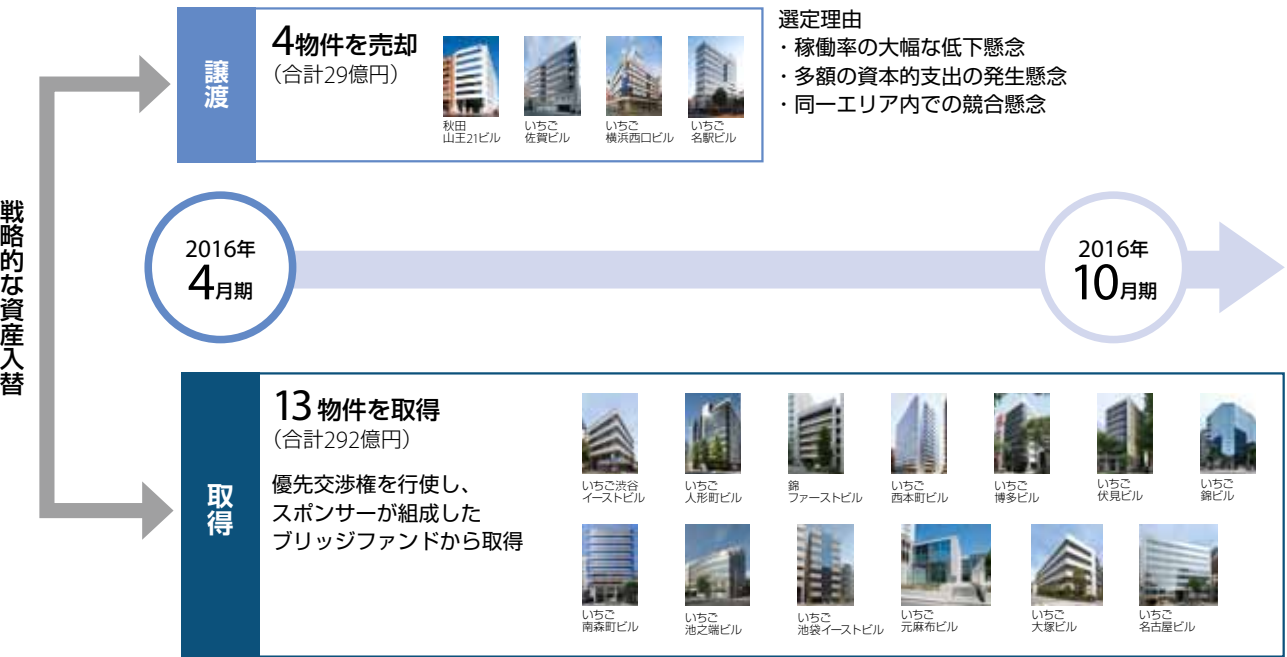 戦略的な資産入替
譲渡
4物件を売却
（合計29億円）
秋田
山王21ビル
いちご
佐賀ビル
いちご
横浜西口ビル
いちご
名駅ビル
選定理由
・稼働率の大幅な低下懸念
・多額の資本的支出の発生懸念
・同一エリア内での競合懸念
2016年
4月期
2016年
10月期
取得
13物件を取得
（合計292億円）
優先交渉権を行使し、
スポンサーが組成した
ブリッジファンドから取得
いちご渋谷
イーストビル
いちご
人形町ビル
錦
ファーストビル
いちご
西本町ビル
いちご
博多ビル
いちご
伏見ビル
いちご
錦ビル
いちご
南森町ビル
いちご
池之端ビル
いちご
池袋イーストビル
いちご
元麻布ビル
いちご
大塚ビル
いちご
名古屋ビル